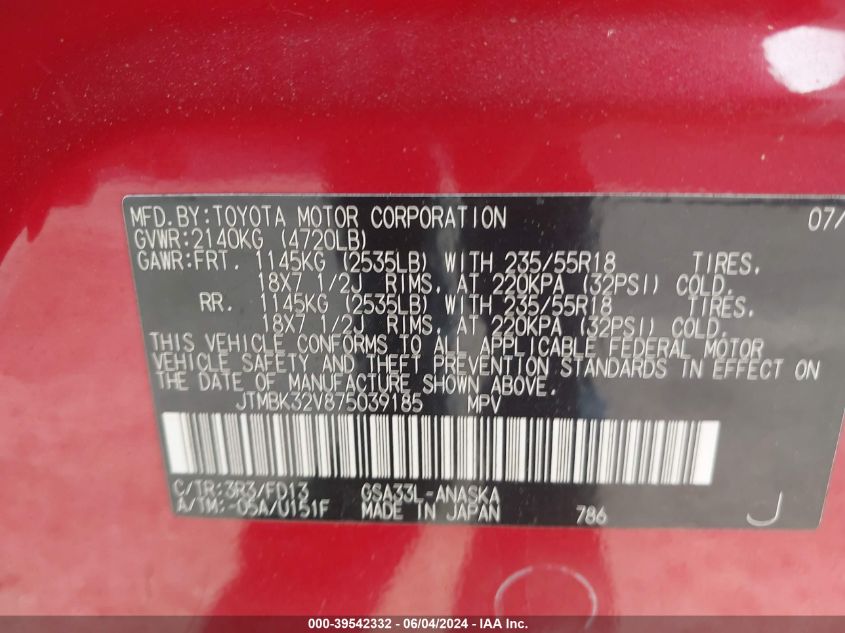 MFD.BY:TOYOTA MOTOR CORPORATION 07/
GVWR:2140KG (4720LB)
GAWR:FRT. 1145KG (2535LB) WITH 235/55R18 TIRES.
18X7 1/2J RIMS, AT 220KPA (32PSI) COLD.
RR. 1145KG (2535LB) WITH 235/55R18 TIRES.
18X7 1/2J RIMS, AT 220KPA (32PSI) COLD.
THIS VEHICLE CONFORMS TO ALL APPLICABLE FEDERAL MOTOR
VEHICLE SAFETY AND THEFT PREVENTION STANDARDS IN EFFECT ON
THE DATE OF MANUFACTURE SHOWN ABOVE.
JTMBK32V875039185 MPV
C/TR:3R3/FD13 GSA33L-ANASKA
A/TM:-05A/U151F MADE IN JAPAN 786 J
000-39542332 - 06/04/2024 - IAA Inc.